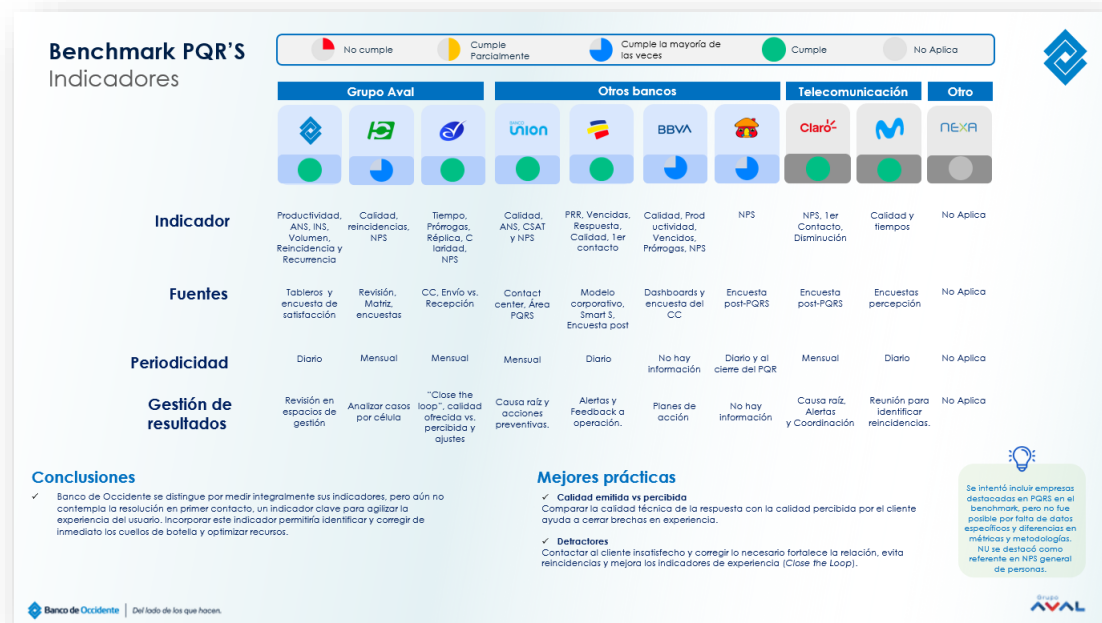 Benchmark PQR'S
Indicadores
No cumple
Cumple
Parcialmente
Cumple la mayoría de
las veces
Cumple
No Aplica
Grupo Aval
Otros bancos
Telecomunicación
Otro
BANCO
union
BBVA
Claro
NEXA
Indicador
Productividad,
ANS, INS,
Volumen,
Reincidencia y
Recurrencia
Calidad,
reincidencias,
NPS
Tiempo,
Prórrogas,
Réplica, C
laridad,
NPS
Calidad,
ANS, CSAT
y NPS
PRR, Vencidas,
Respuesta,
Calidad, 1er
contacto
Calidad, Prod
uctividad,
Vencidos,
Prórrogas, NPS
NPS
NPS, 1er
Contacto,
Disminución
Calidad y
tiempos
No Aplica
Fuentes
Tableros y
encuesta de
satisfacción
Revisión,
Matriz,
encuestas
CC, Envío vs.
Recepción
Contact
center, Área
PQRS
Modelo
corporativo,
Smart S,
Encuesta post
Dashboards y
encuesta del
CC
Encuesta
post-PQRS
Encuesta
post-PQRS
Encuestas
percepción
No Aplica
Periodicidad
Diario
Mensual
Mensual
Mensual
Diario
No hay
información
Diario y al
cierre del PQR
Mensual
Diario
No Aplica
Gestión de
resultados
Revisión en
espacios de
gestión
Analizar casos
por célula
"Close the
loop", calidad
ofrecida vs.
percibida y
ajustes
Causa raíz y
acciones
preventivas.
Alertas y
Feedback a
operación.
Planes de
acción
No hay
información
Causa raíz,
Alertas
y Coordinación
Reunión para
identificar
reincidencias.
No Aplica
Conclusiones
✓ Banco de Occidente se distingue por medir integralmente sus indicadores, pero aún no
contempla la resolución en primer contacto, un indicador clave para agilizar la
experiencia del usuario. Incorporar este indicador permitiría identificar y corregir de
inmediato los cuellos de botella y optimizar recursos.
Mejores prácticas
✓ Calidad emitida vs percibida
Comparar la calidad técnica de la respuesta con la calidad percibida por el cliente
ayuda a cerrar brechas en experiencia.
✓ Detractores
Contactar al cliente insatisfecho y corregir lo necesario fortalece la relación, evita
reincidencias y mejora los indicadores de experiencia (Close the Loop).
Se intentó incluir empresas
destacadas en PQRS en el
benchmark, pero no fue
posible por falta de datos
específicos y diferencias en
métricas y metodologías.
NU se destacó como
referente en NPS general
de personas.
Banco de Occidente
Del lado de los que hacen.
Grupo
AVAL